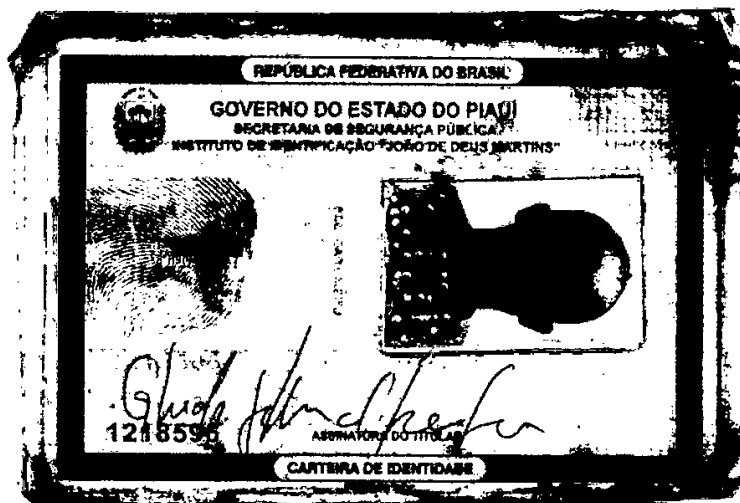 REPÚBLICA FEDERATIVA DO BRASIL
GOVERNO DO ESTADO DO PIAUÍ
SECRETARIA DE SEGURANÇA PÚBLICA
INSTITUTO DE IDENTIFICAÇÃO "JOÃO DE DEUS MARTINS"
ASSINATURA DO TITULAR
CARTEIRA DE IDENTIDADE